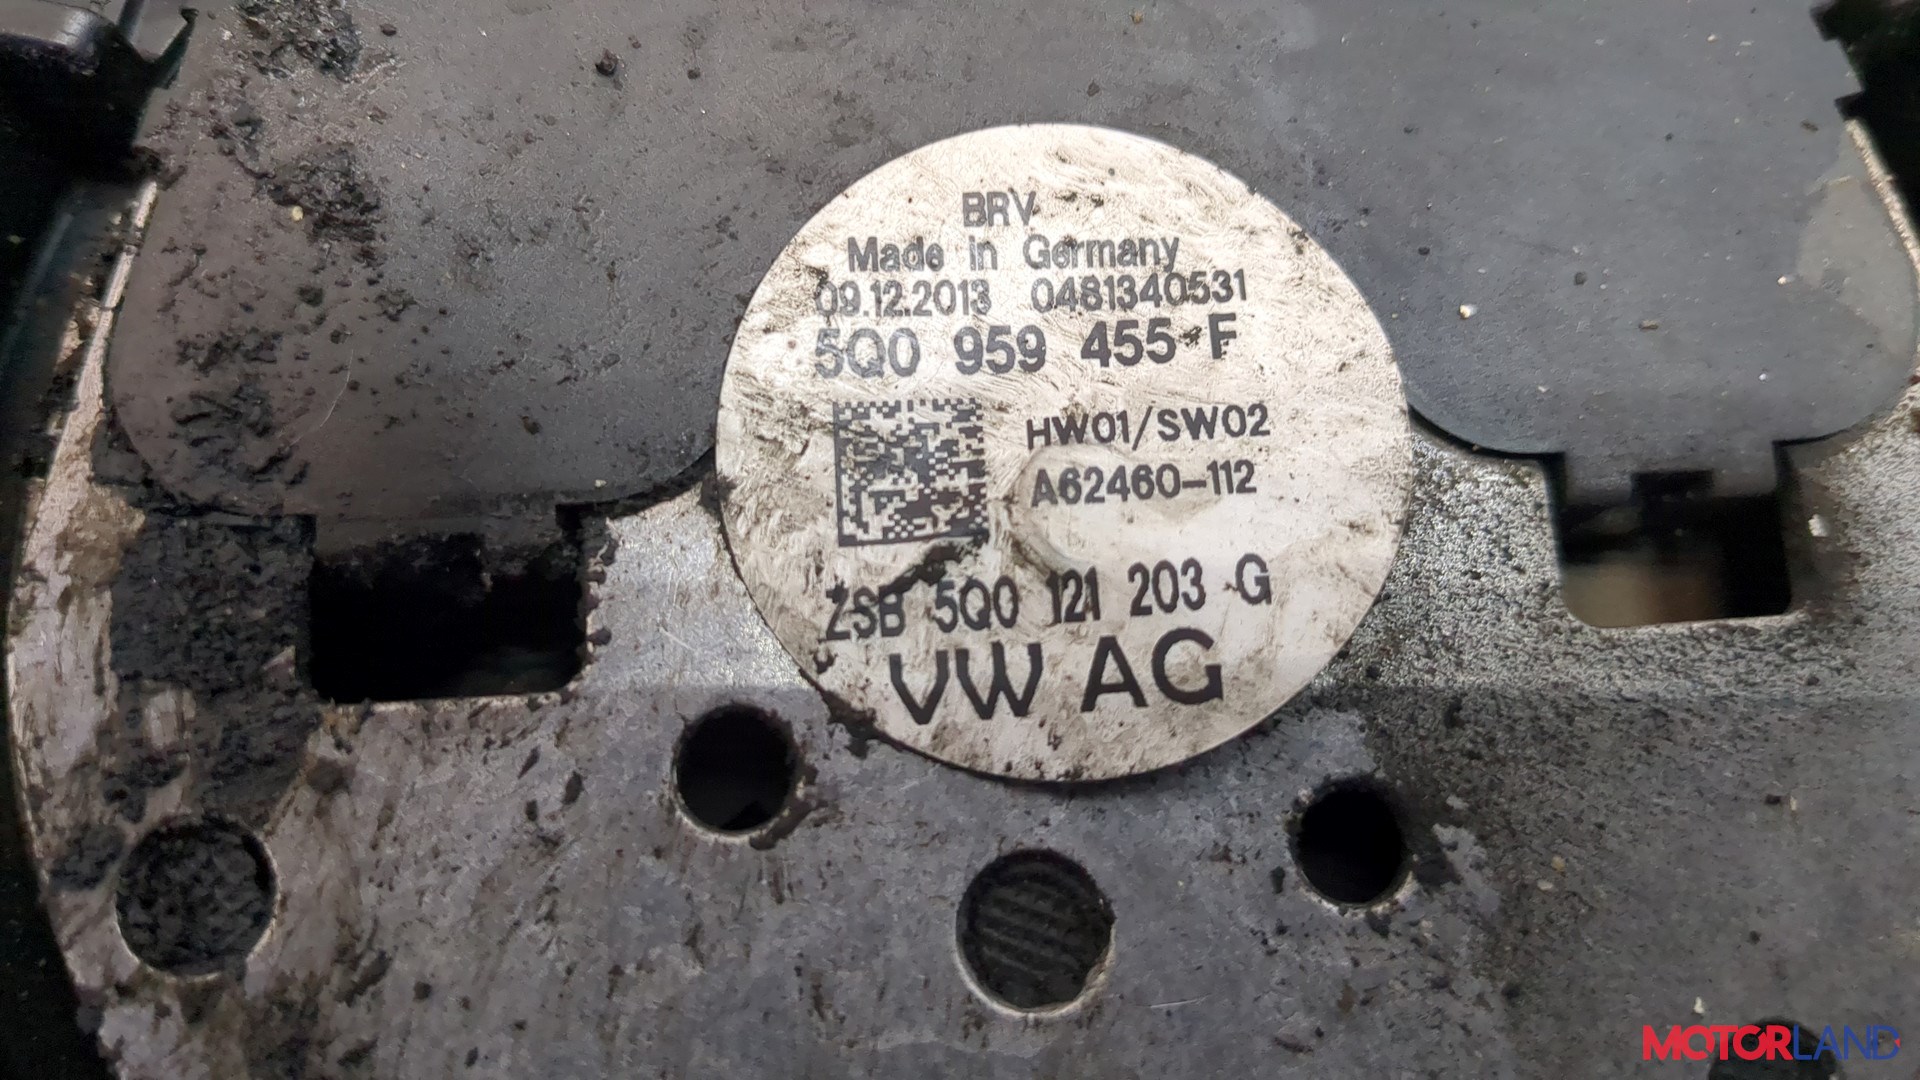 BRV
Made in Germany
09.12.2013 0481340531
5Q0 959 455 F
HW01/SW02
A62460-112
ZSB 5Q0 121 203 G
VW AG
MOTORLAND